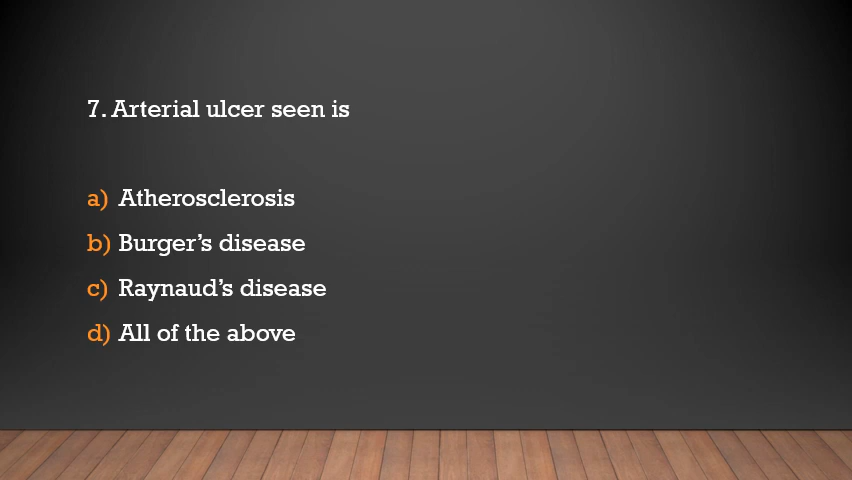 7. Arterial ulcer seen is
a) Atherosclerosis
b) Burger's disease
c) Raynaud's disease
d) All of the above